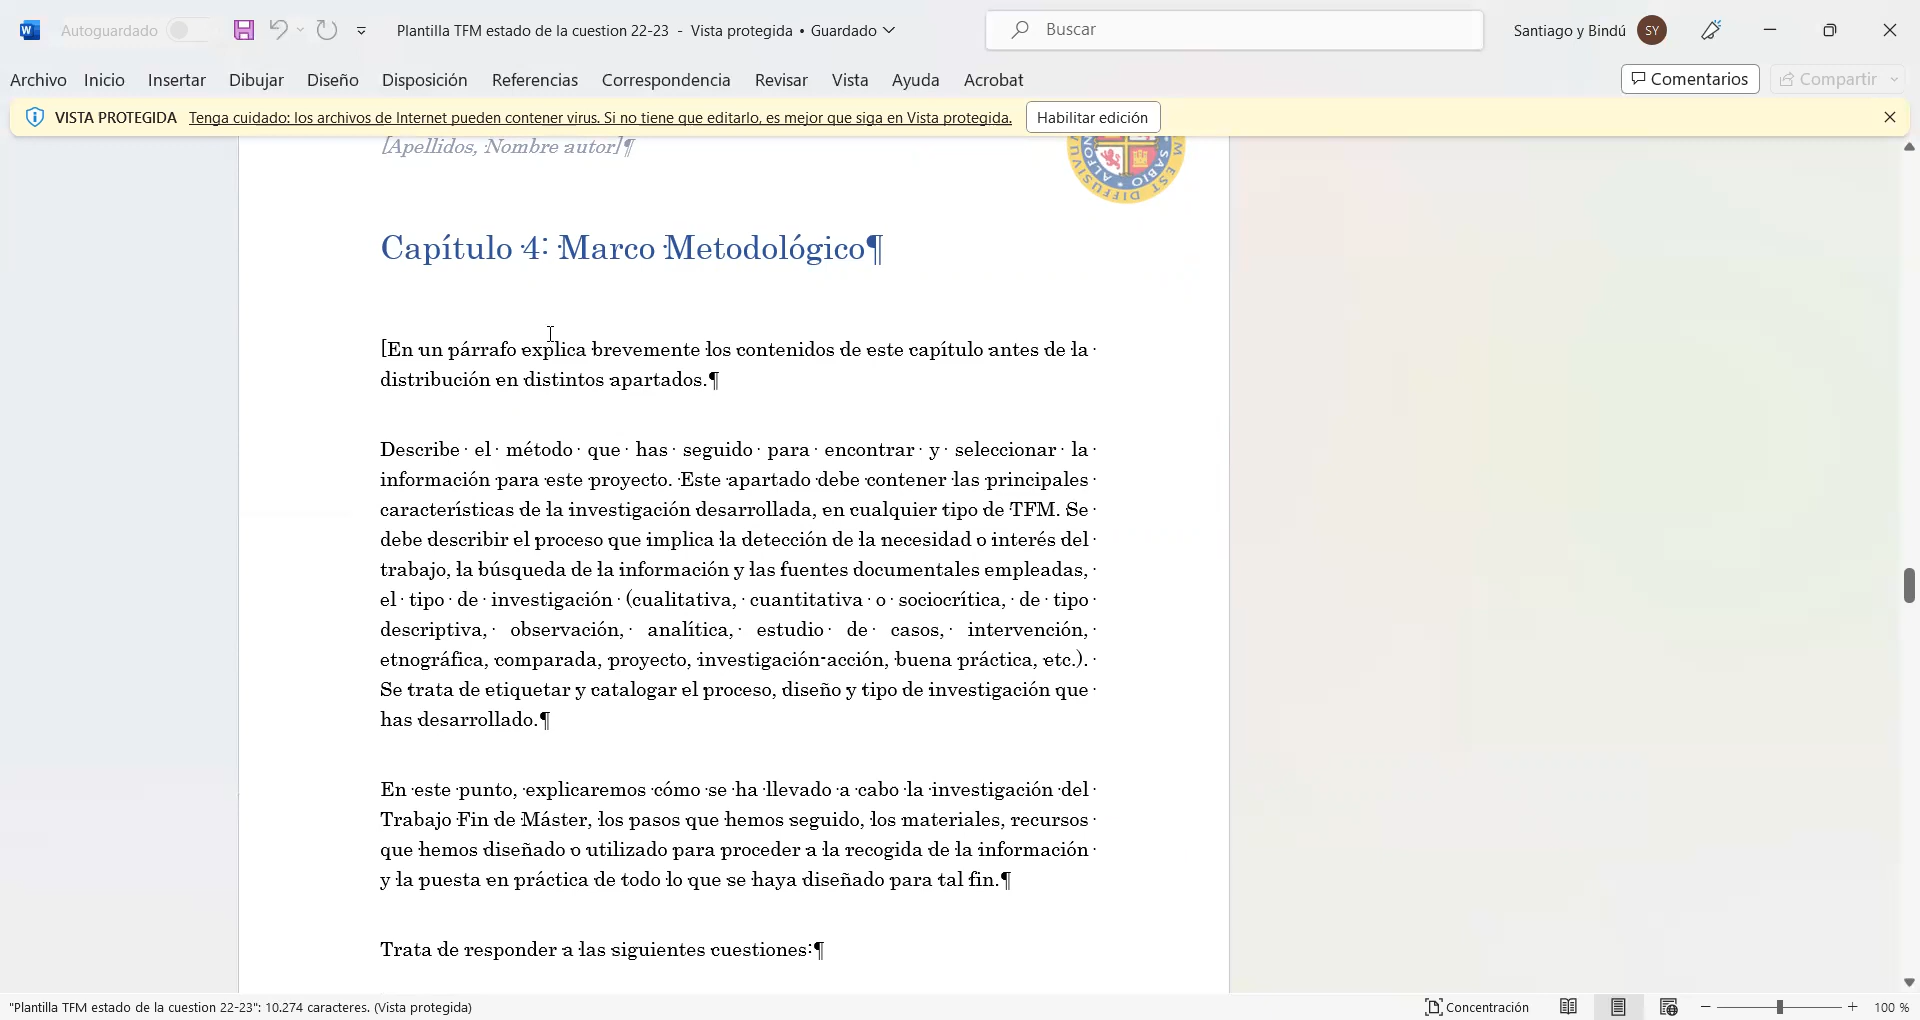 Autoguardado
Plantilla TFM estado de la cuestion 22-23 - Vista protegida • Guardado
Buscar
Santiago y Bindú
SY
Archivo Inicio Insertar Dibujar Diseño Disposición Referencias Correspondencia Revisar Vista Ayuda Acrobat
Comentarios
Compartir
VISTA PROTEGIDA Tenga cuidado: los archivos de Internet pueden contener virus. Si no tiene que editarlo, es mejor que siga en Vista protegida.
Habilitar edición
[Apellidos, Nombre autor]¶
Capítulo 4: Marco Metodológico¶
[En un párrafo explica brevemente los contenidos de este capítulo antes de la
distribución en distintos apartados.¶
Describe el método que has seguido para encontrar y seleccionar la
información para este proyecto. Este apartado debe contener las principales
características de la investigación desarrollada, en cualquier tipo de TFM. Se
debe describir el proceso que implica la detección de la necesidad o interés del
trabajo, la búsqueda de la información y las fuentes documentales empleadas,
el tipo de investigación (cualitativa, cuantitativa o sociocrítica, de tipo
descriptiva, observación, analítica, estudio de casos, intervención,
etnográfica, comparada, proyecto, investigación-acción, buena práctica, etc.).
Se trata de etiquetar y catalogar el proceso, diseño y tipo de investigación que
has desarrollado.¶
En este punto, explicaremos cómo se ha llevado a cabo la investigación del
Trabajo Fin de Máster, los pasos que hemos seguido, los materiales, recursos
que hemos diseñado o utilizado para proceder a la recogida de la información
y la puesta en práctica de todo lo que se haya diseñado para tal fin.¶
Trata de responder a las siguientes cuestiones:¶
"Plantilla TFM estado de la cuestion 22-23": 10.274 caracteres. (Vista protegida)
Concentración
100 %